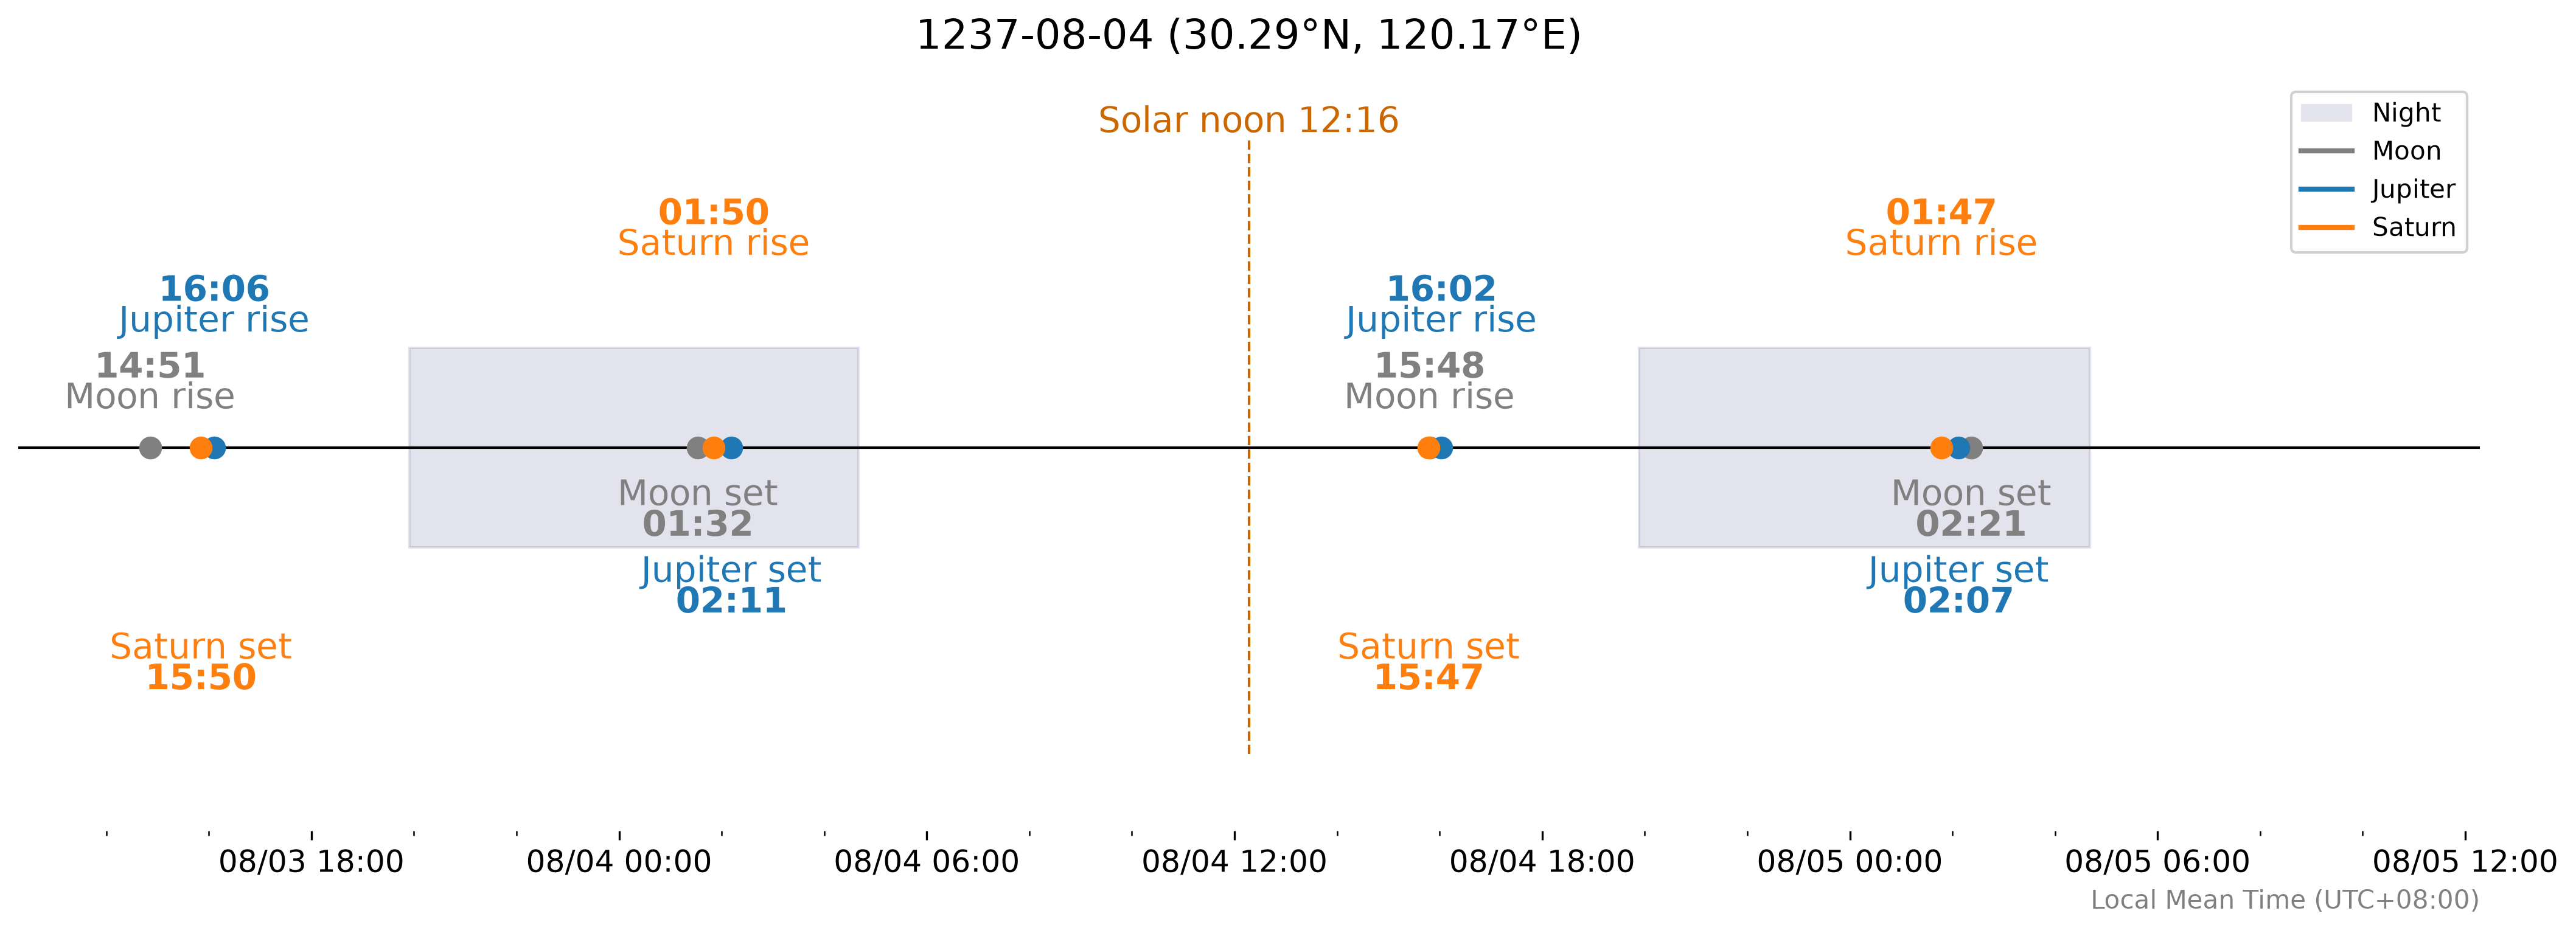 1237-08-04 (30.29°N, 120.17°E)
Solar noon 12:16
Night
Moon
Jupiter
Saturn
01:50
Saturn rise
01:47
Saturn rise
16:06
Jupiter rise
16:02
Jupiter rise
14:51
Moon rise
15:48
Moon rise
Moon set
01:32
Moon set
02:21
Jupiter set
02:11
Jupiter set
02:07
Saturn set
15:50
Saturn set
15:47
08/03 18:00
08/04 00:00
08/04 06:00
08/04 12:00
08/04 18:00
08/05 00:00
08/05 06:00
08/05 12:00
Local Mean Time (UTC+08:00)